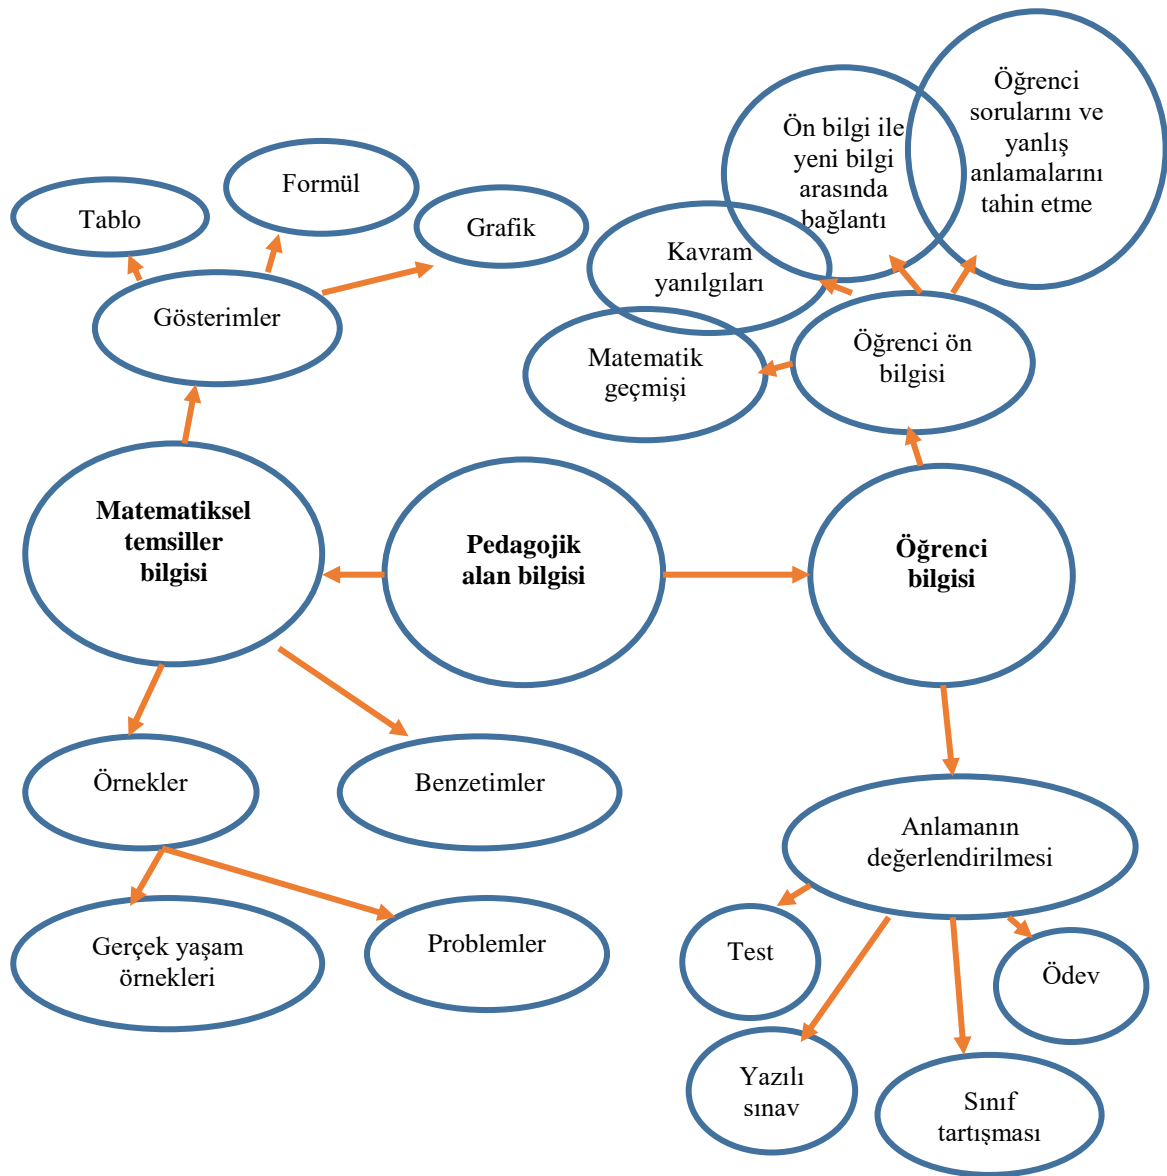 Öğrenci
sorularını ve
yanlış
anlamalarını
tahin etme
Ön bilgi ile
yeni bilgi
arasında
bağlantı
Formül
Tablo
Grafik
Kavram
yanılgıları
Gösterimler
Öğrenci ön
bilgisi
Matematik
geçmişi
Matematiksel
temsiller
bilgisi
Pedagojik
alan bilgisi
Öğrenci
bilgisi
Örnekler
Benzetimler
Anlamanın
değerlendirilmesi
Gerçek yaşam
örnekleri
Problemler
Test
Ödev
Yazılı
sınav
Sınıf
tartışması